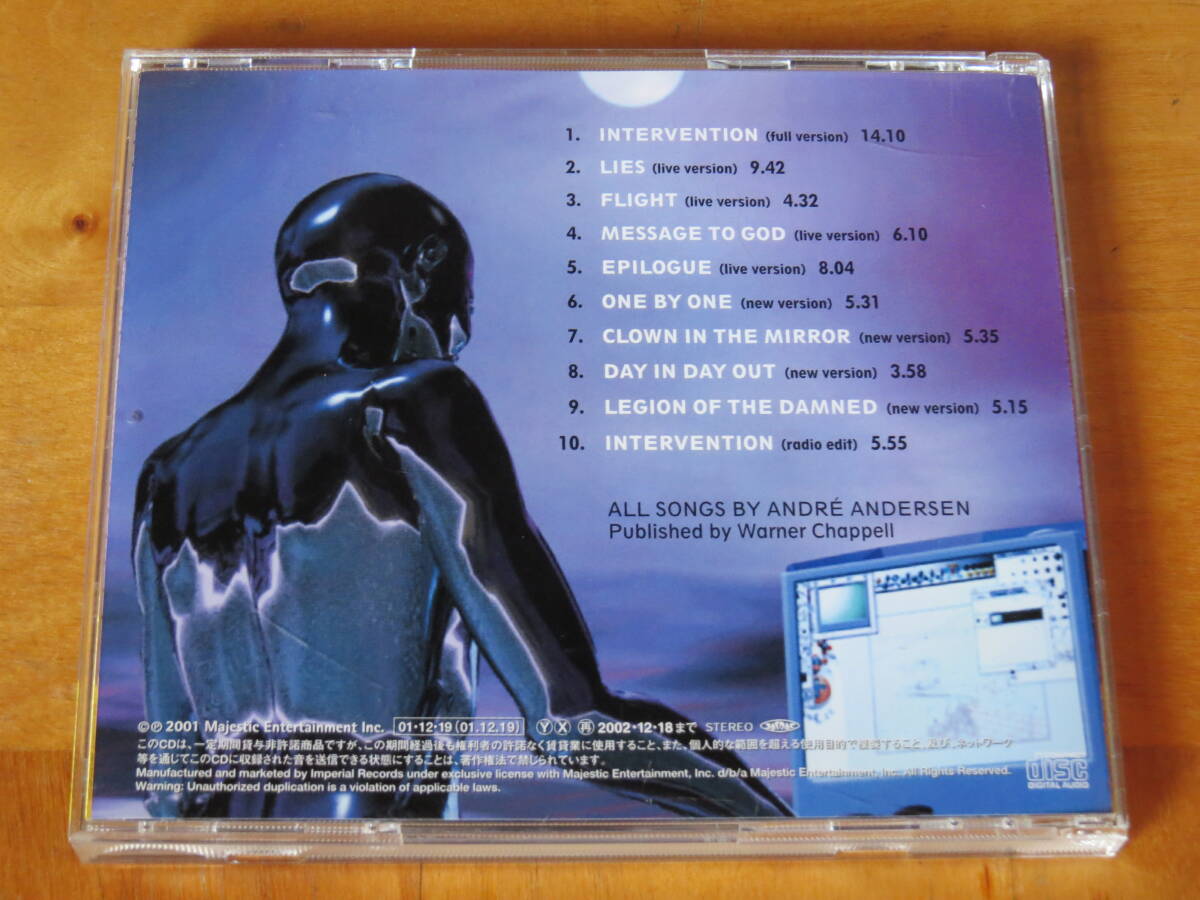 1. INTERVENTION (full version) 14.10
2. LIES (live version) 9.42
3. FLIGHT (live version) 4.32
4. MESSAGE TO GOD (live version) 6.10
5. EPILOGUE (live version) 8.04
6. ONE BY ONE (new version) 5.31
7. CLOWN IN THE MIRROR (new version) 5.35
8. DAY IN DAY OUT (new version) 3.58
9. LEGION OF THE DAMNED (new version) 5.15
10. INTERVENTION (radio edit) 5.55
ALL SONGS BY ANDRÉ ANDERSEN
Published by Warner Chappell
©℗ 2001 Majestic Entertainment Inc. 01·12·19 (01.12.19) Ⓨ Ⓧ ㊞ 2002·12·18まで STEREO
このCDは、一定期間貸与非許諾商品ですが、この期間経過後も権利者の許諾なく賃貸業に使用すること、また、個人的な範囲を超える使用目的で複製すること、及び、ネットワーク
等を通じてこのCDに収録された音を送信できる状態にすることは、著作権法で禁じられています。
Manufactured and marketed by Imperial Records under exclusive license with Majestic Entertainment, Inc. d/b/a Majestic Entertainment, Inc. All Rights Reserved.
Warning: Unauthorized duplication is a violation of applicable laws.
disc
DIGITAL AUDIO